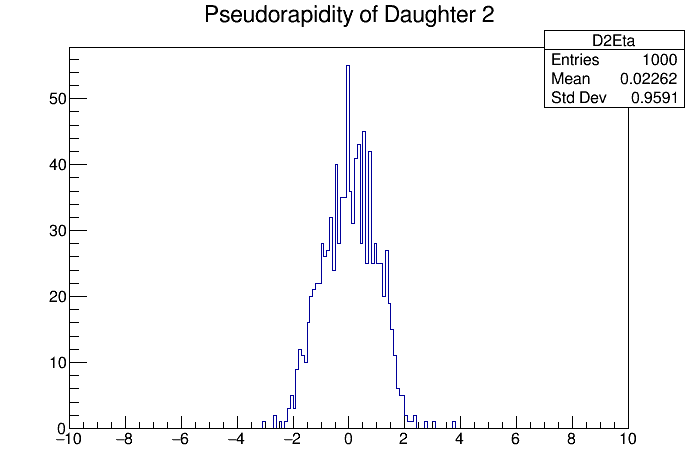 Pseudorapidity of Daughter 2
D2Eta
Entries 1000
Mean 0.02262
Std Dev 0.9591
50
40
30
20
10
0
−10 −8 −6 −4 −2 0 2 4 6 8 10